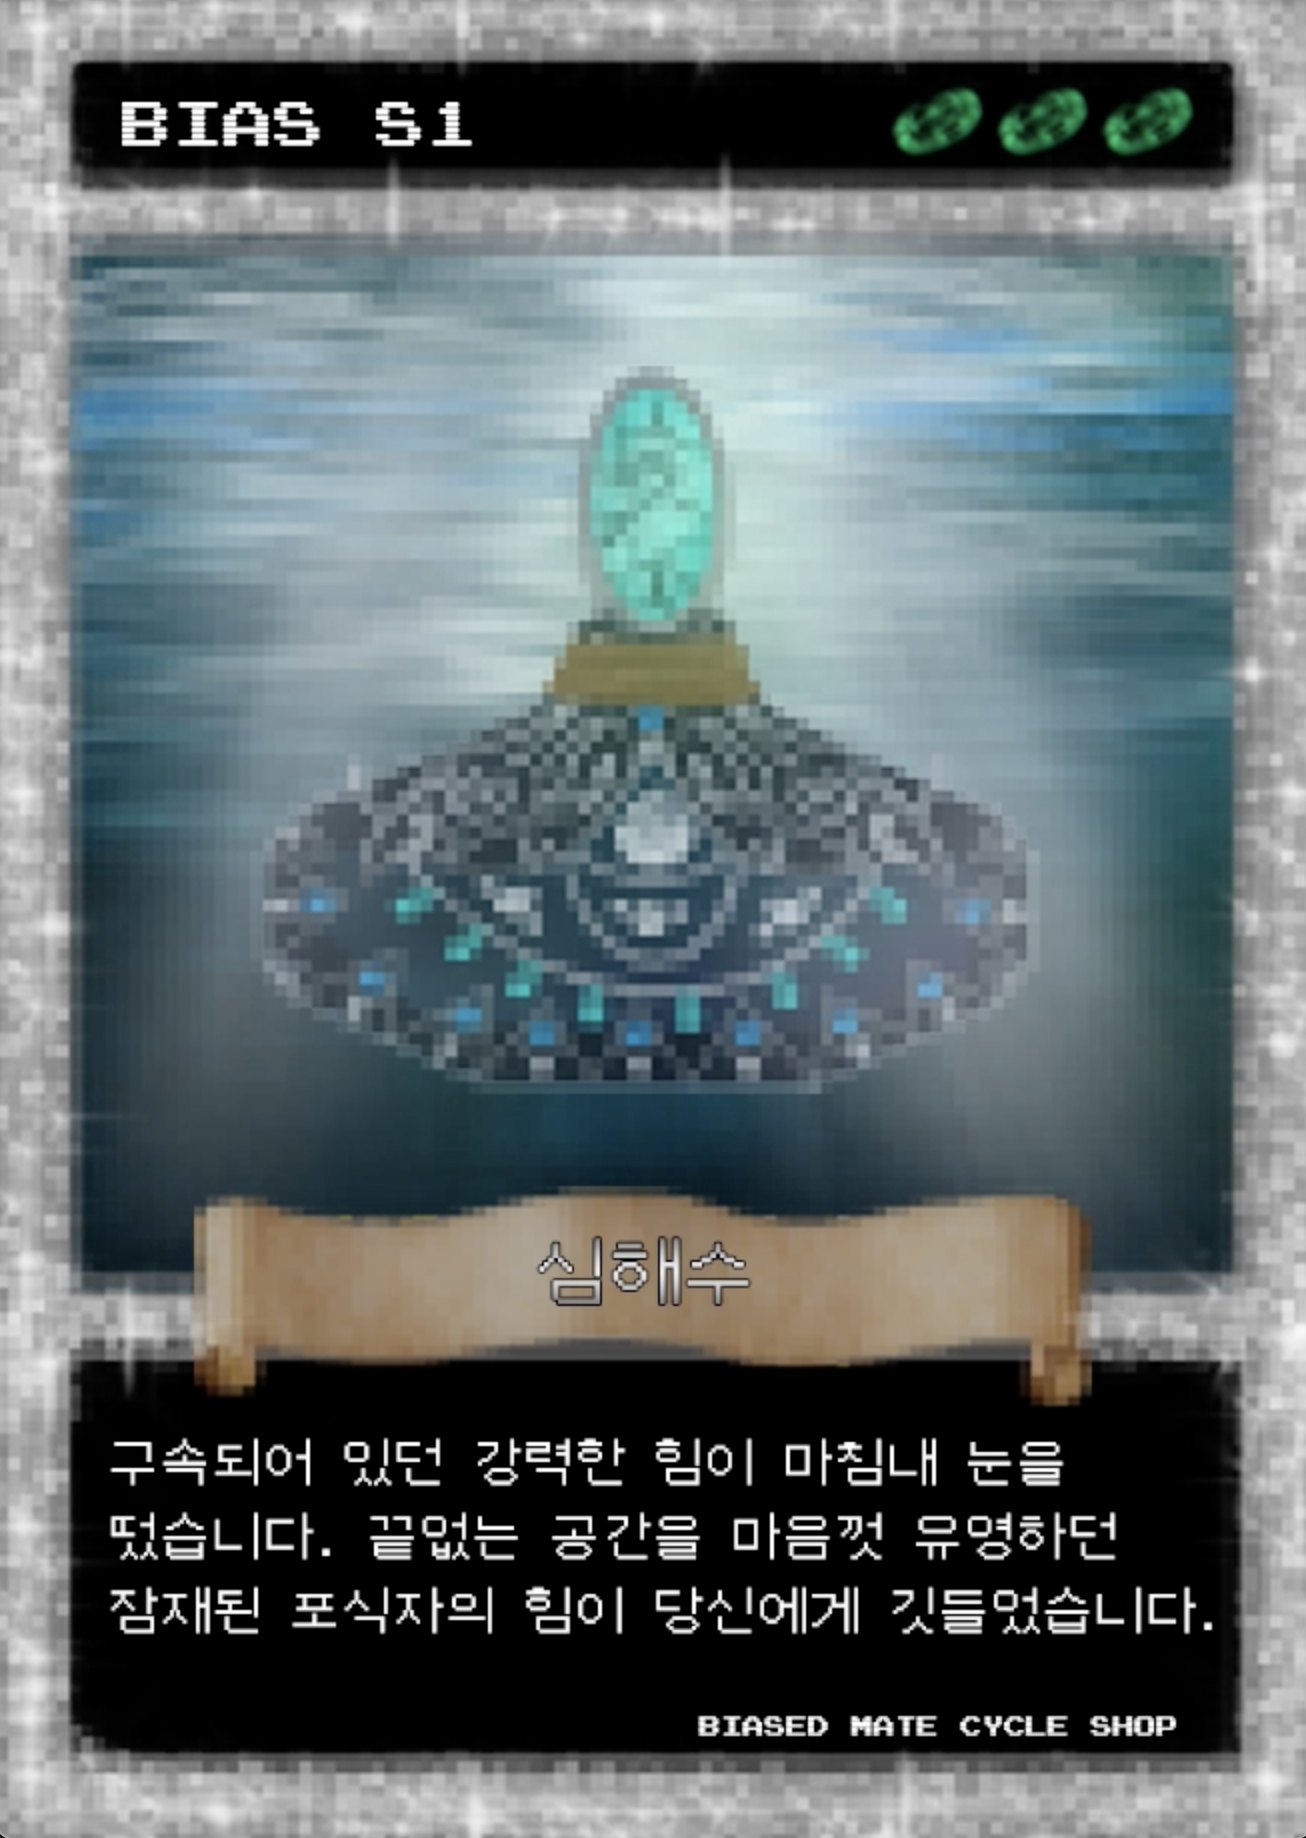 BIAS S1
심해수
구속되어 있던 강력한 힘이 마침내 눈을
떴습니다. 끝없는 공간을 마음껏 유영하던
잠재된 포식자의 힘이 당신에게 깃들었습니다.
BIASED MATE CYCLE SHOP